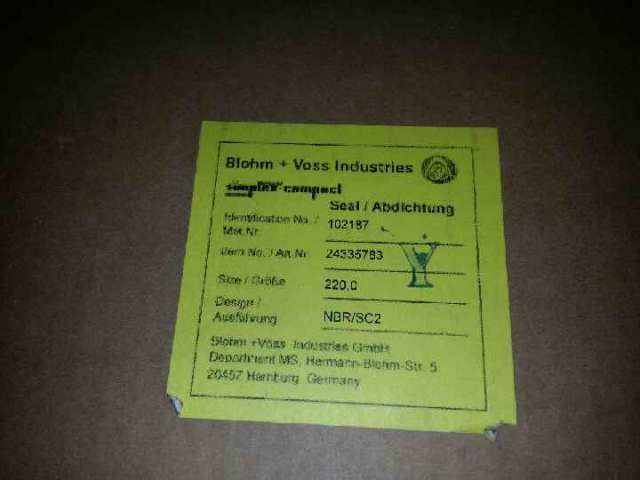 Blohm + Voss Industries
simplex-compact
Seal / Abdichtung
Identification No. / Mat.Nr. 102187
Item No. / Art.Nr. 24335783
Size / Größe 220,0
Design / Ausführung NBR/SC2
Blohm +Voss Industries GmbH
Department MS, Hermann-Blohm-Str. 5
20457 Hamburg Germany